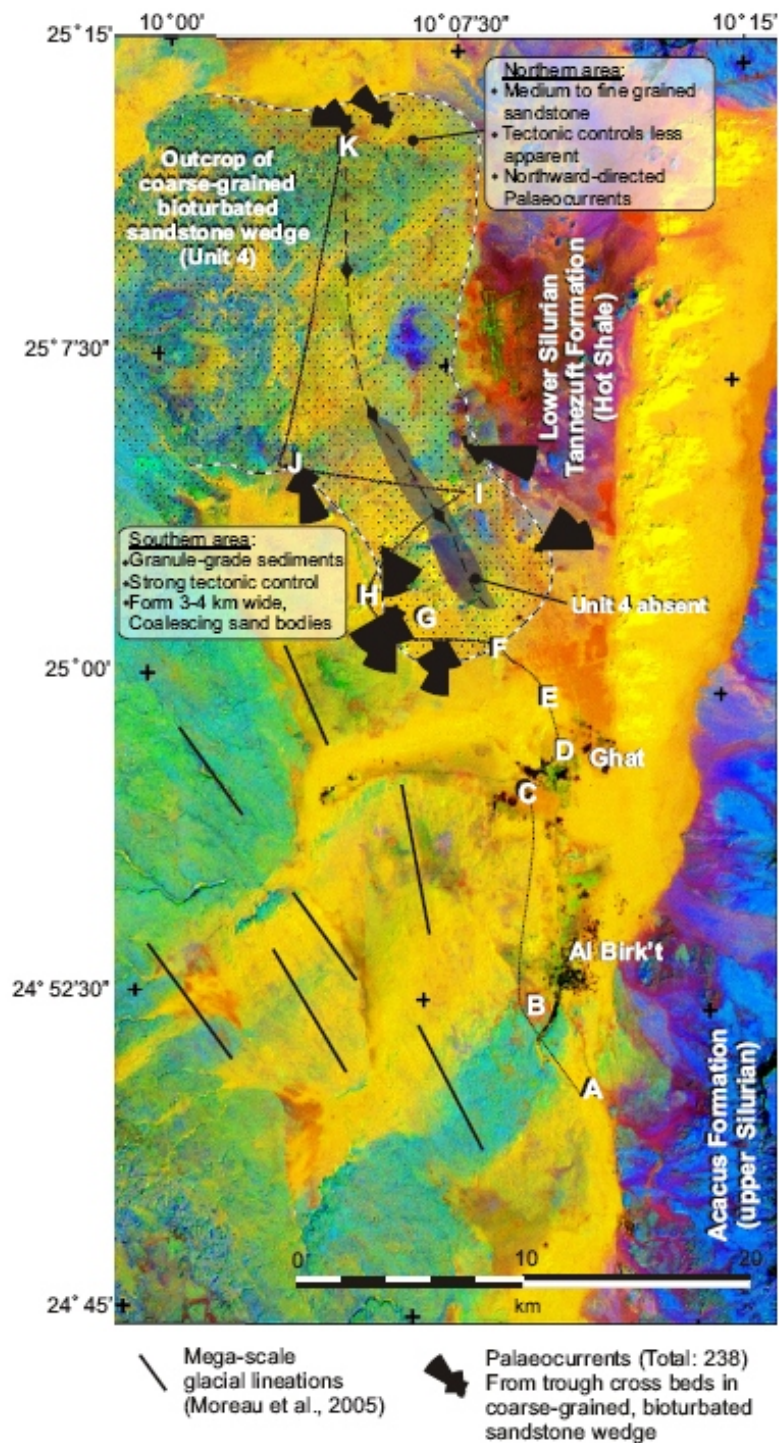 10°00'
10°07'30"
10°15'
25°15'
Northern area:
Medium to fine grained
sandstone
Tectonic controls less
apparent
Northward-directed
Palaeocurrents
K
Outcrop of
coarse-grained
bioturbated
sandstone wedge
(Unit 4)
Lower Silurian
Tannezuft Formation
(Hot Shale)
25°7'30"
J
I
Southern area:
Granule-grade sediments
Strong tectonic control
Form 3-4 km wide,
Coalescing sand bodies
H
G
Unit 4 absent
F
25°00'
E
D
Ghat
C
Al Birk't
24°52'30"
B
A
Acacus Formation
(upper Silurian)
0
10
20
km
24°45'
Mega-scale
glacial lineations
(Moreau et al., 2005)
Palaeocurrents (Total: 238)
From trough cross beds in
coarse-grained, bioturbated
sandstone wedge